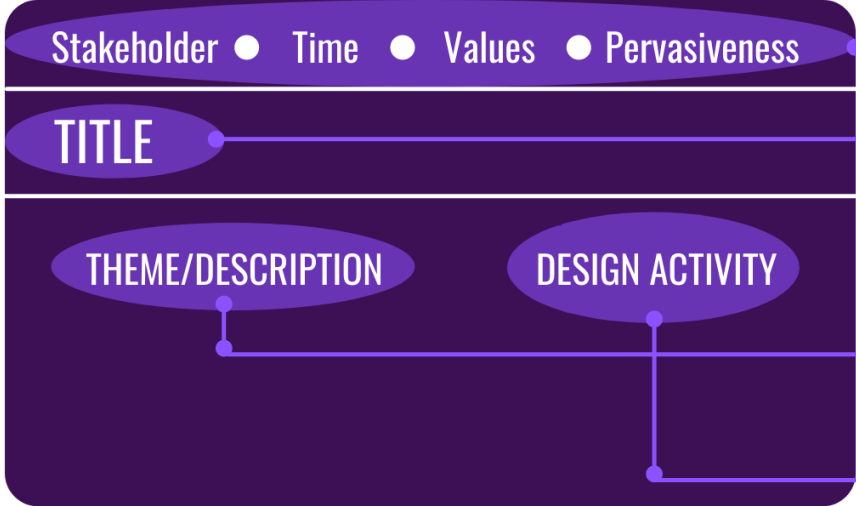 Stakeholder ● Time ● Values ● Pervasiveness
TITLE
THEME/DESCRIPTION
DESIGN ACTIVITY